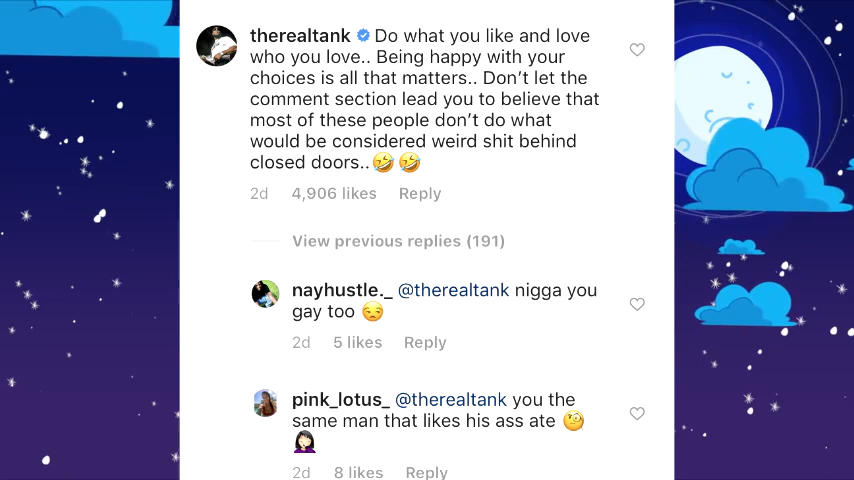 therealtank Do what you like and love
who you love.. Being happy with your
choices is all that matters.. Don't let the
comment section lead you to believe that
most of these people don't do what
would be considered weird shit behind
closed doors..🤣🤣
2d 4,906 likes Reply
View previous replies (191)
nayhustle._ @therealtank nigga you
gay too 😒
2d 5 likes Reply
pink_lotus_ @therealtank you the
same man that likes his ass ate 🧐
🤦🏻‍♀️
2d 8 likes Reply